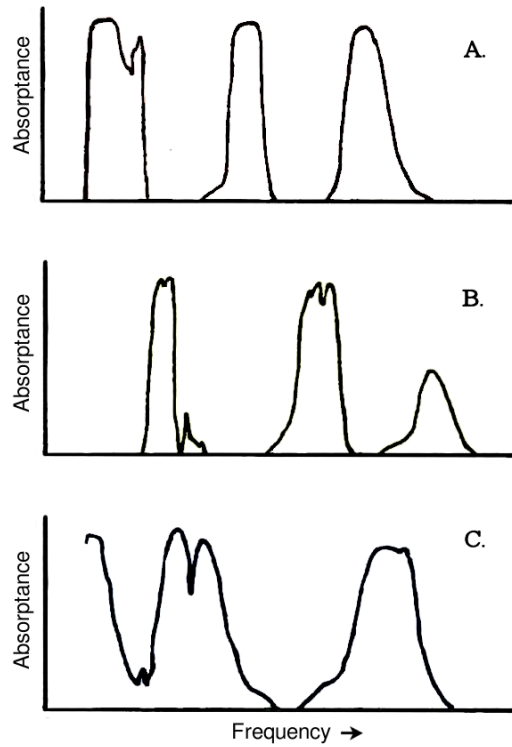 Absorptance
A.
Absorptance
B.
Absorptance
C.
Frequency →